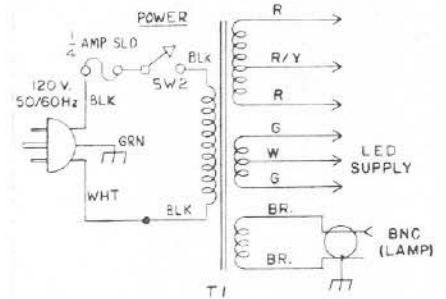 POWER
R
1/2 AMP SLO
BLK
R/Y
120 V.
50/60Hz
BLK
SW2
R
GRN
G
W
LED
SUPPLY
G
WHT
BLK
BR.
BNC
(LAMP)
BR.
T1